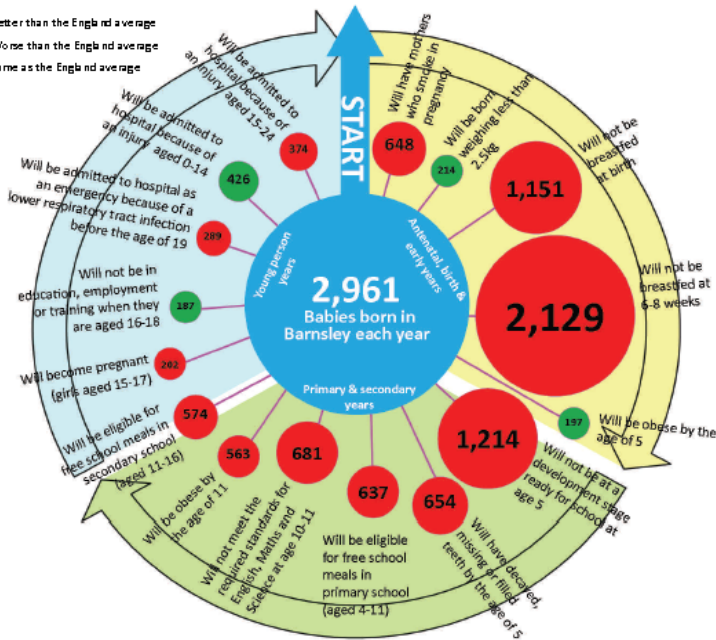 etter than the England average
Vorse than the England average
ame as the England average
START
Will have mothers
who smoke in
pregnancy
648
Will be born
weighing less than
2.5kg
214
Will not be
breastfed
at birth
1,151
Will not be
breastfed at
6-8 weeks
2,129
Will be obese by the
age of 5
197
Antenatal, birth &
early years
Will not be at a
development stage
ready for school at
age 5
1,214
Will have decayed,
missing or filled
teeth by the age of 5
654
Will be eligible
for free school
meals in
primary school
(aged 4-11)
637
Will not meet the
required standards for
English, Maths and
Science at age 10-11
681
Will be obese by
the age of 11
563
Will be eligible for
free school meals in
secondary school
(aged 11-16)
574
Primary & secondary
years
Will become pregnant
(girls aged 15-17)
202
Will not be in
education, employment
or training when they
are aged 16-18
187
Will be admitted to hospital as
an emergency because of a
lower respiratory tract infection
before the age of 19
289
Will be admitted to
hospital because of
an injury aged 0-14
426
Will be admitted to
hospital because of
an injury aged 15-24
374
Young person
years
2,961
Babies born in
Barnsley each year